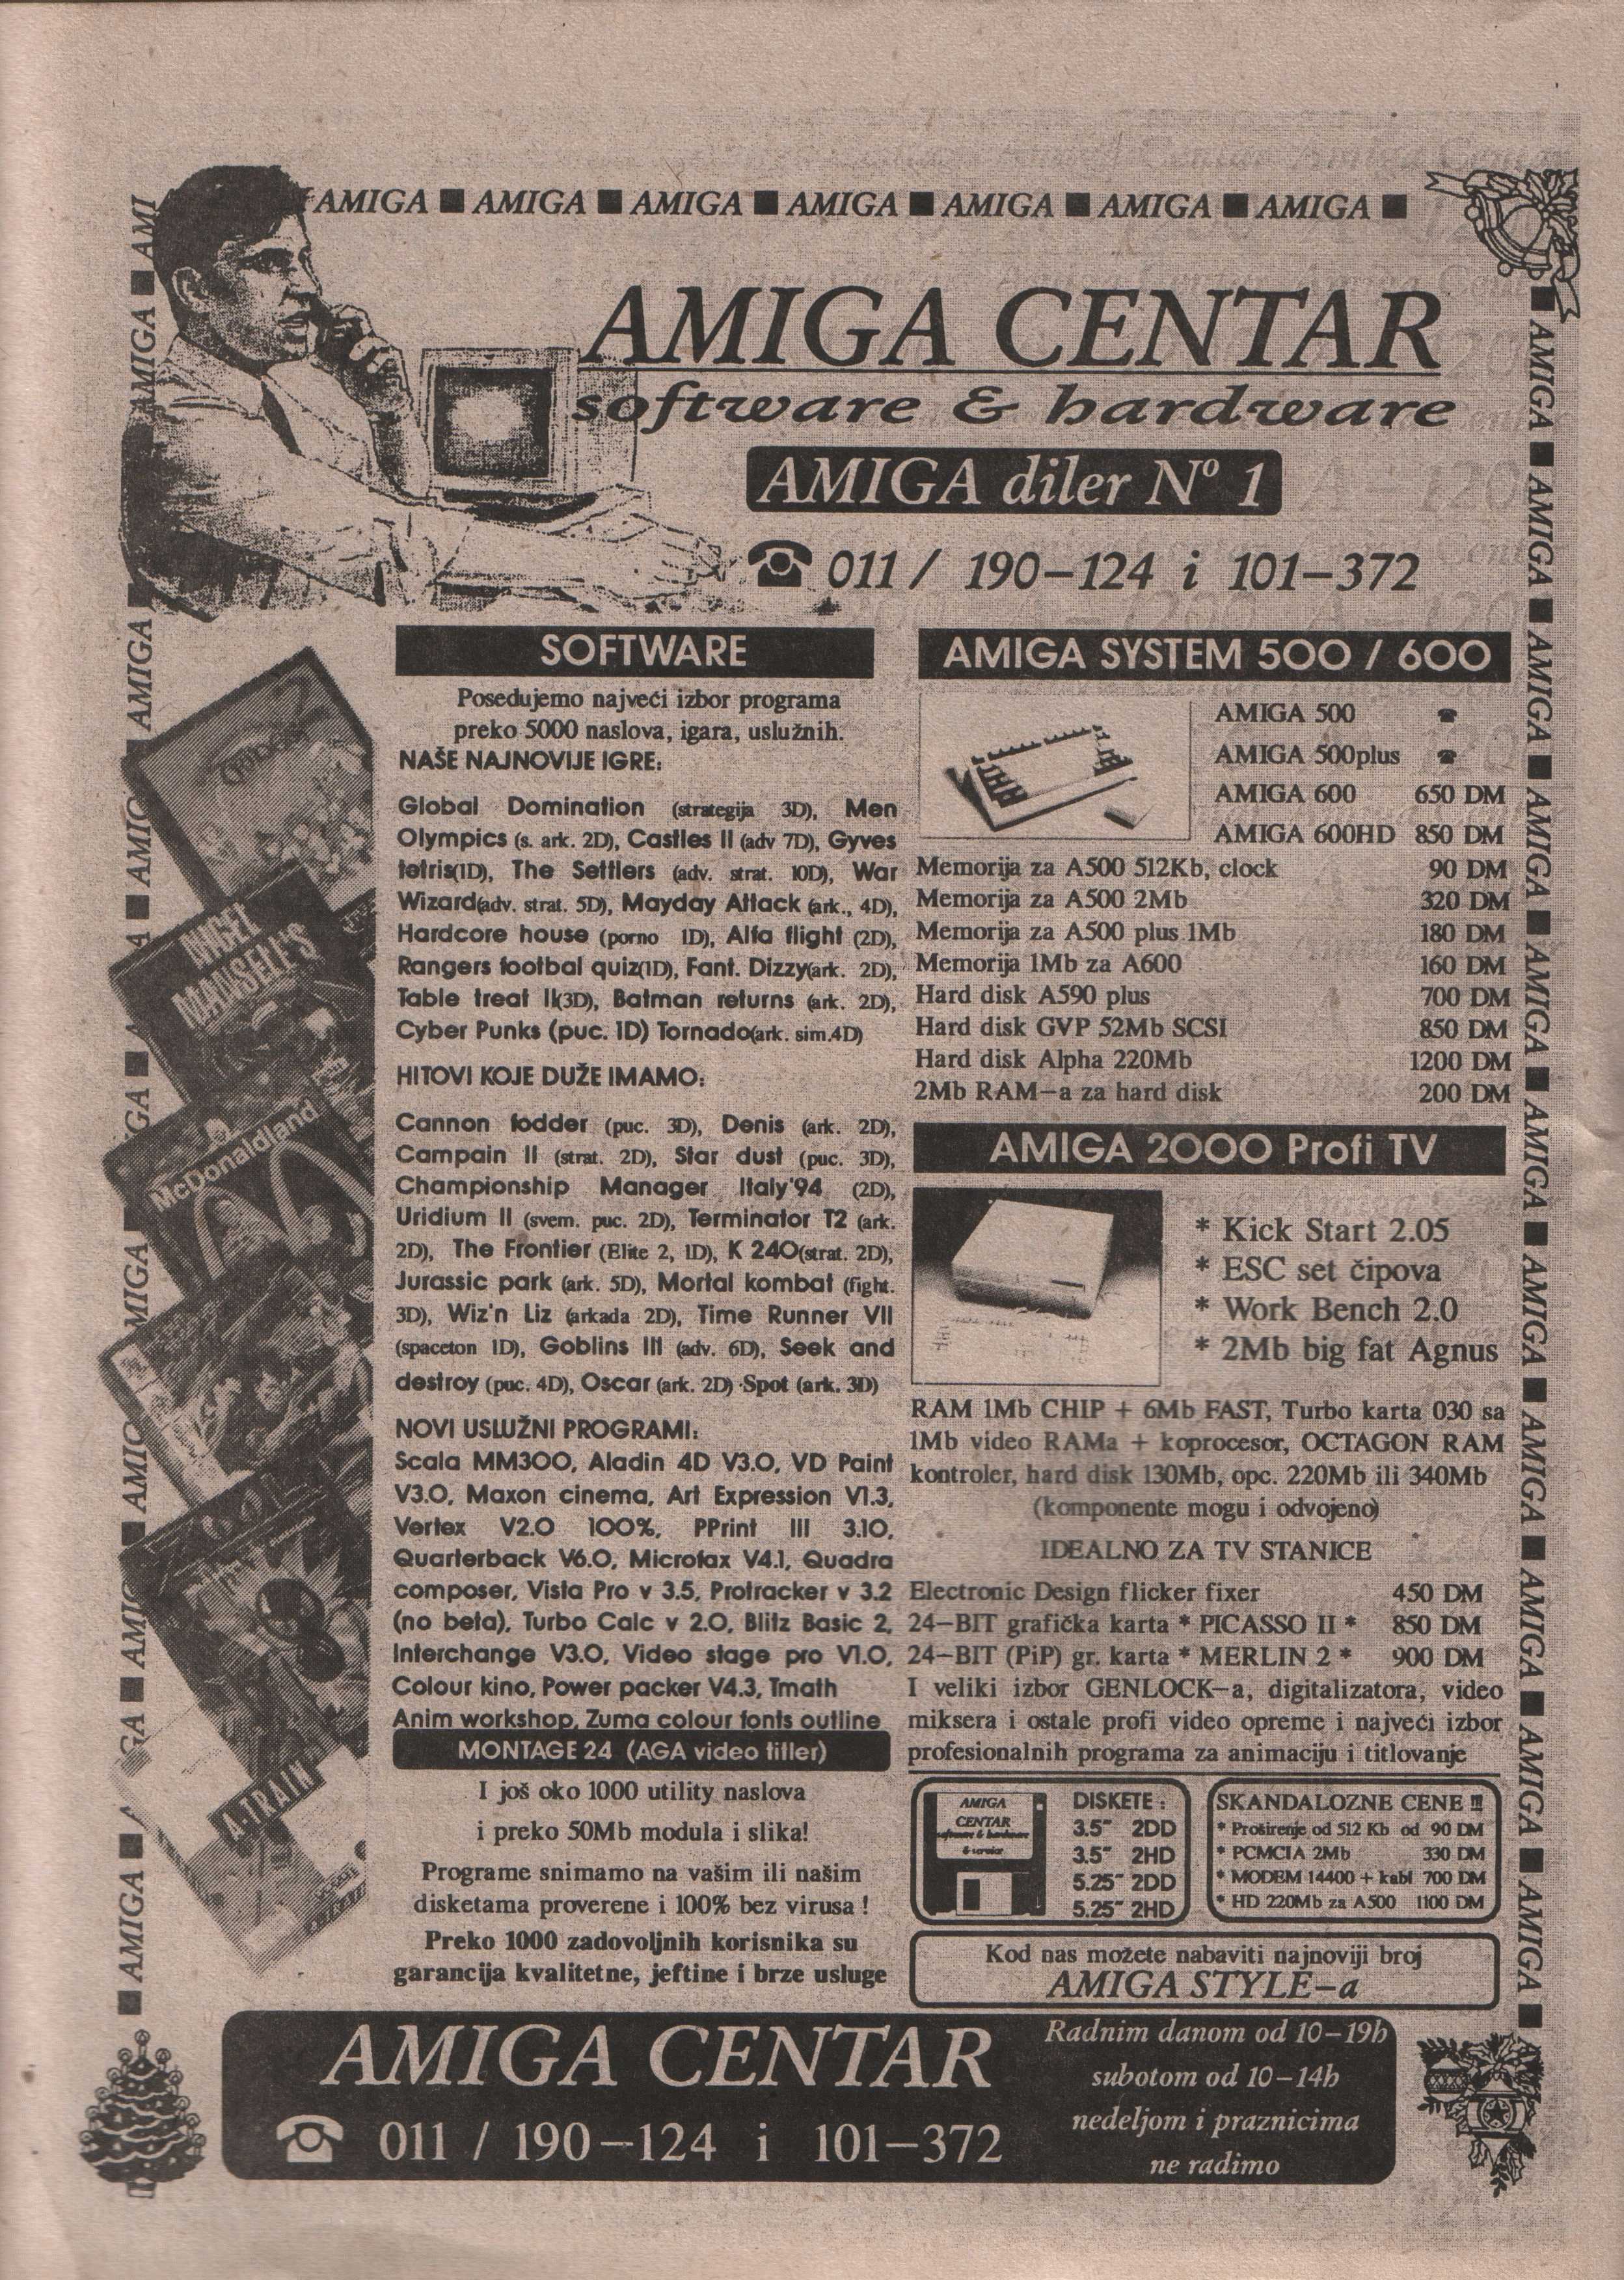 AMIGA ■ AMIGA ■ AMIGA ■ AMIGA ■ AMIGA ■ AMIGA ■ AMIGA ■
AMIGA CENTAR
software & hardware
AMIGA diler Nº 1
☎ 011 / 190-124 i 101-372
SOFTWARE
Posedujemo najveći izbor programa
preko 5000 naslova, igara, uslužnih.
NAŠE NAJNOVIJE IGRE:
Global Domination (strategija 3D), Men
Olympics (s. ark. 2D), Castles II (adv 7D), Gyves
tetris(1D), The Settlers (adv. strat. 10D), War
Wizard(adv. strat. 5D), Mayday Attack (ark., 4D),
Hardcore house (porno 1D), Alfa flight (2D),
Rangers footbal quiz(1D), Fant. Dizzy(ark. 2D),
Table treat II(3D), Batman returns (ark. 2D),
Cyber Punks (puc. 1D) Tornado(ark. sim.4D)
HITOVI KOJE DUŽE IMAMO:
Cannon fodder (puc. 3D), Denis (ark. 2D),
Campain II (strat. 2D), Star dust (puc. 3D),
Championship Manager Italy'94 (2D),
Uridium II (svem. puc. 2D), Terminator T2 (ark.
2D), The Frontier (Elite 2, 1D), K 240(strat. 2D),
Jurassic park (ark. 5D), Mortal kombat (fight.
3D), Wiz'n Liz (arkada 2D), Time Runner VII
(spaceton 1D), Goblins III (adv. 6D), Seek and
destroy (puc. 4D), Oscar (ark. 2D) Spot (ark. 3D)
NOVI USLUŽNI PROGRAMI:
Scala MM300, Aladin 4D V3.0, VD Paint
V3.0, Maxon cinema, Art Expression V1.3,
Vertex V2.0 100%, PPrint III 3.10,
Quarterback V6.0, Microfax V4.1, Quadra
composer, Vista Pro v 3.5, Protracker v 3.2
(no beta), Turbo Calc v 2.0, Blitz Basic 2,
Interchange V3.0, Video stage pro V1.0,
Colour kino, Power packer V4.3, Tmath
Anim workshop, Zuma colour fonts outline
MONTAGE 24 (AGA video titler)
I još oko 1000 utility naslova
i preko 50Mb modula i slika!
Programe snimamo na vašim ili našim
disketama proverene i 100% bez virusa !
Preko 1000 zadovoljnih korisnika su
garancija kvalitetne, jeftine i brze usluge
AMIGA SYSTEM 500 / 600
AMIGA 500 ☎
AMIGA 500plus ☎
AMIGA 600 650 DM
AMIGA 600HD 850 DM
Memorija za A500 512Kb, clock 90 DM
Memorija za A500 2Mb 320 DM
Memorija za A500 plus 1Mb 180 DM
Memorija 1Mb za A600 160 DM
Hard disk A590 plus 700 DM
Hard disk GVP 52Mb SCSI 850 DM
Hard disk Alpha 220Mb 1200 DM
2Mb RAM-a za hard disk 200 DM
AMIGA 2000 Profi TV
* Kick Start 2.05
* ESC set čipova
* Work Bench 2.0
* 2Mb big fat Agnus
RAM 1Mb CHIP + 6Mb FAST, Turbo karta 030 sa
1Mb video RAMa + koprocesor, OCTAGON RAM
kontroler, hard disk 130Mb, opc. 220Mb ili 340Mb
(komponente mogu i odvojeno)
IDEALNO ZA TV STANICE
Electronic Design flicker fixer 450 DM
24-BIT grafička karta * PICASSO II * 850 DM
24-BIT (PiP) gr. karta * MERLIN 2 * 900 DM
I veliki izbor GENLOCK-a, digitalizatora, video
miksera i ostale profi video opreme i najveći izbor
profesionalnih programa za animaciju i titlovanje
AMIGA
CENTAR
software & hardware
DISKETE :
3.5" 2DD
3.5" 2HD
5.25" 2DD
5.25" 2HD
SKANDALOZNE CENE !!!
* Proširenje od 512 Kb od 90 DM
* PCMCIA 2Mb 330 DM
* MODEM 14400 + kabl 700 DM
* HD 220Mb za A500 1100 DM
Kod nas možete nabaviti najnoviji broj
AMIGA STYLE-a
NIGEL
MANSELL'S
McDonaldland
A-TRAIN
■ AMIGA ■ AMIGA ■ AMIGA ■ AMIGA ■ AMIGA ■ AMIGA ■ AMIGA ■ AMIGA ■ AMIGA ■ AMIGA ■ AMIGA ■
AMIGA CENTAR
☎ 011 / 190-124 i 101-372
Radnim danom od 10-19h
subotom od 10-14h
nedeljom i praznicima
ne radimo